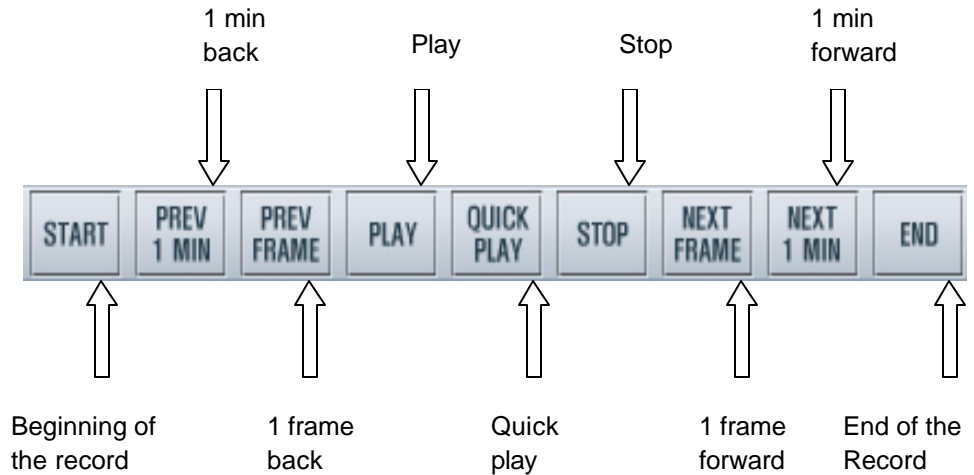 1 min
back
Play
Stop
1 min
forward
START
PREV
1 MIN
PREV
FRAME
PLAY
QUICK
PLAY
STOP
NEXT
FRAME
NEXT
1 MIN
END
Beginning of
the record
1 frame
back
Quick
play
1 frame
forward
End of the
Record